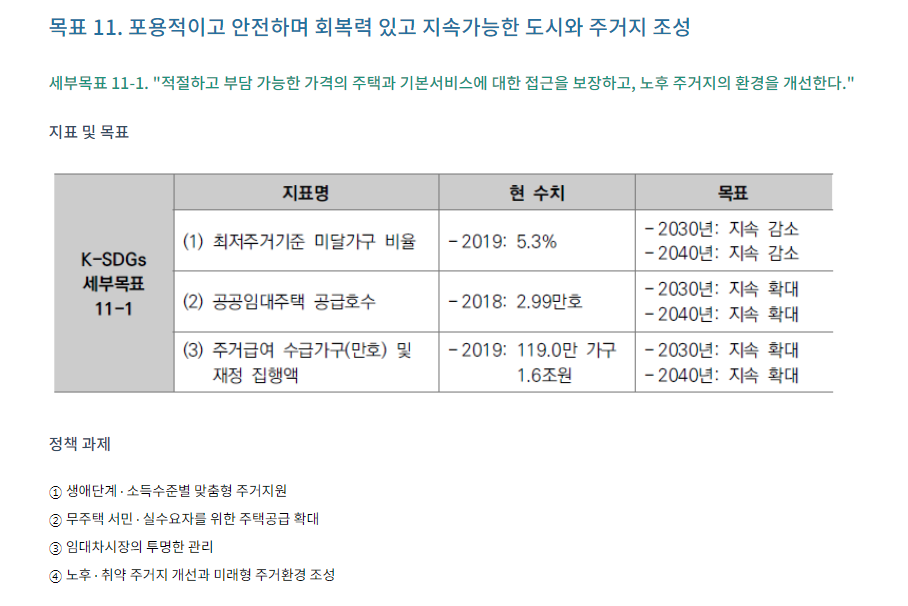 목표 11. 포용적이고 안전하며 회복력 있고 지속가능한 도시와 주거지 조성
세부목표 11-1. "적절하고 부담 가능한 가격의 주택과 기본서비스에 대한 접근을 보장하고, 노후 주거지의 환경을 개선한다."
지표 및 목표
지표명 현 수치 목표
K-SDGs
세부목표
11-1
(1) 최저주거기준 미달가구 비율
- 2019: 5.3%
- 2030년: 지속 감소
- 2040년: 지속 감소
(2) 공공임대주택 공급호수
- 2018: 2.99만호
- 2030년: 지속 확대
- 2040년: 지속 확대
(3) 주거급여 수급가구(만호) 및
재정 집행액
- 2019: 119.0만 가구
1.6조원
- 2030년: 지속 확대
- 2040년: 지속 확대
정책 과제
① 생애단계 · 소득수준별 맞춤형 주거지원
② 무주택 서민 · 실수요자를 위한 주택공급 확대
③ 임대차시장의 투명한 관리
④ 노후 · 취약 주거지 개선과 미래형 주거환경 조성